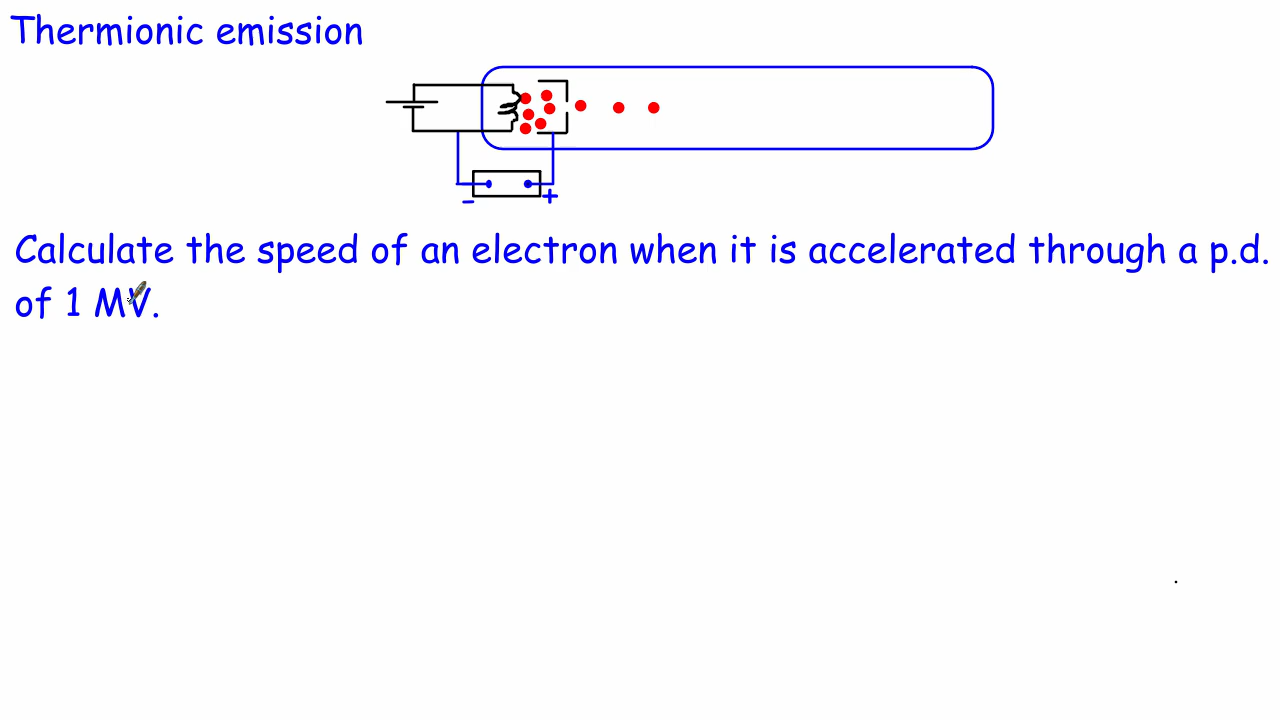 Thermionic emission
- +
Calculate the speed of an electron when it is accelerated through a p.d.
of 1 MV.